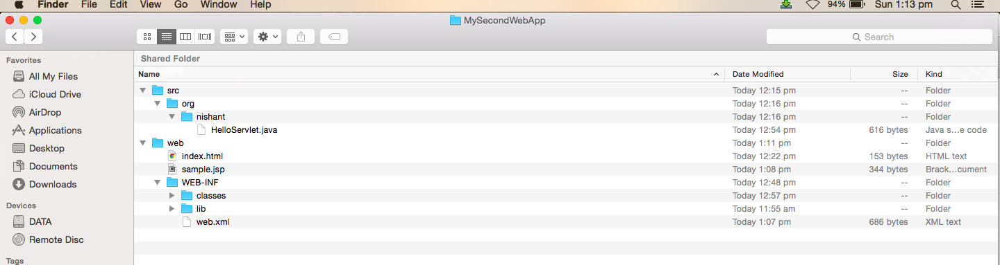 Finder File Edit View Go Window Help 94% Sun 1:13 pm
MySecondWebApp
Search
Favorites
All My Files
iCloud Drive
AirDrop
Applications
Desktop
Documents
Downloads
Devices
DATA
Remote Disc
Tags
Shared Folder
Name Date Modified Size Kind
src Today 12:15 pm -- Folder
org Today 12:16 pm -- Folder
nishant Today 12:16 pm -- Folder
HelloServlet.java Today 12:54 pm 616 bytes Java s...e code
web Today 1:11 pm -- Folder
index.html Today 12:22 pm 153 bytes HTML text
sample.jsp Today 1:08 pm 344 bytes Brack...cument
WEB-INF Today 12:48 pm -- Folder
classes Today 12:57 pm -- Folder
lib Today 11:55 am -- Folder
web.xml Today 1:07 pm 686 bytes XML text